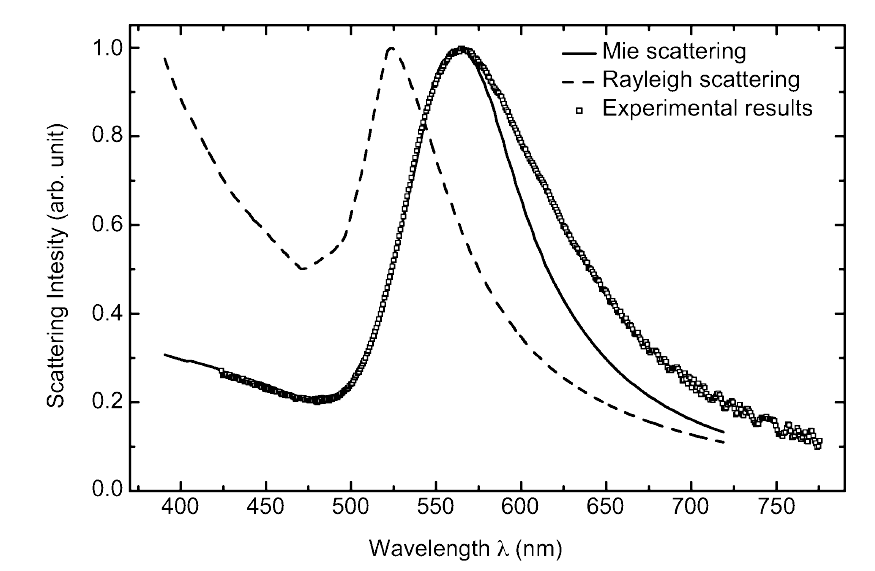 Mie scattering
Rayleigh scattering
Experimental results
Scattering Intesity (arb. unit)
1.0
0.8
0.6
0.4
0.2
0.0
400 450 500 550 600 650 700 750
Wavelength λ (nm)